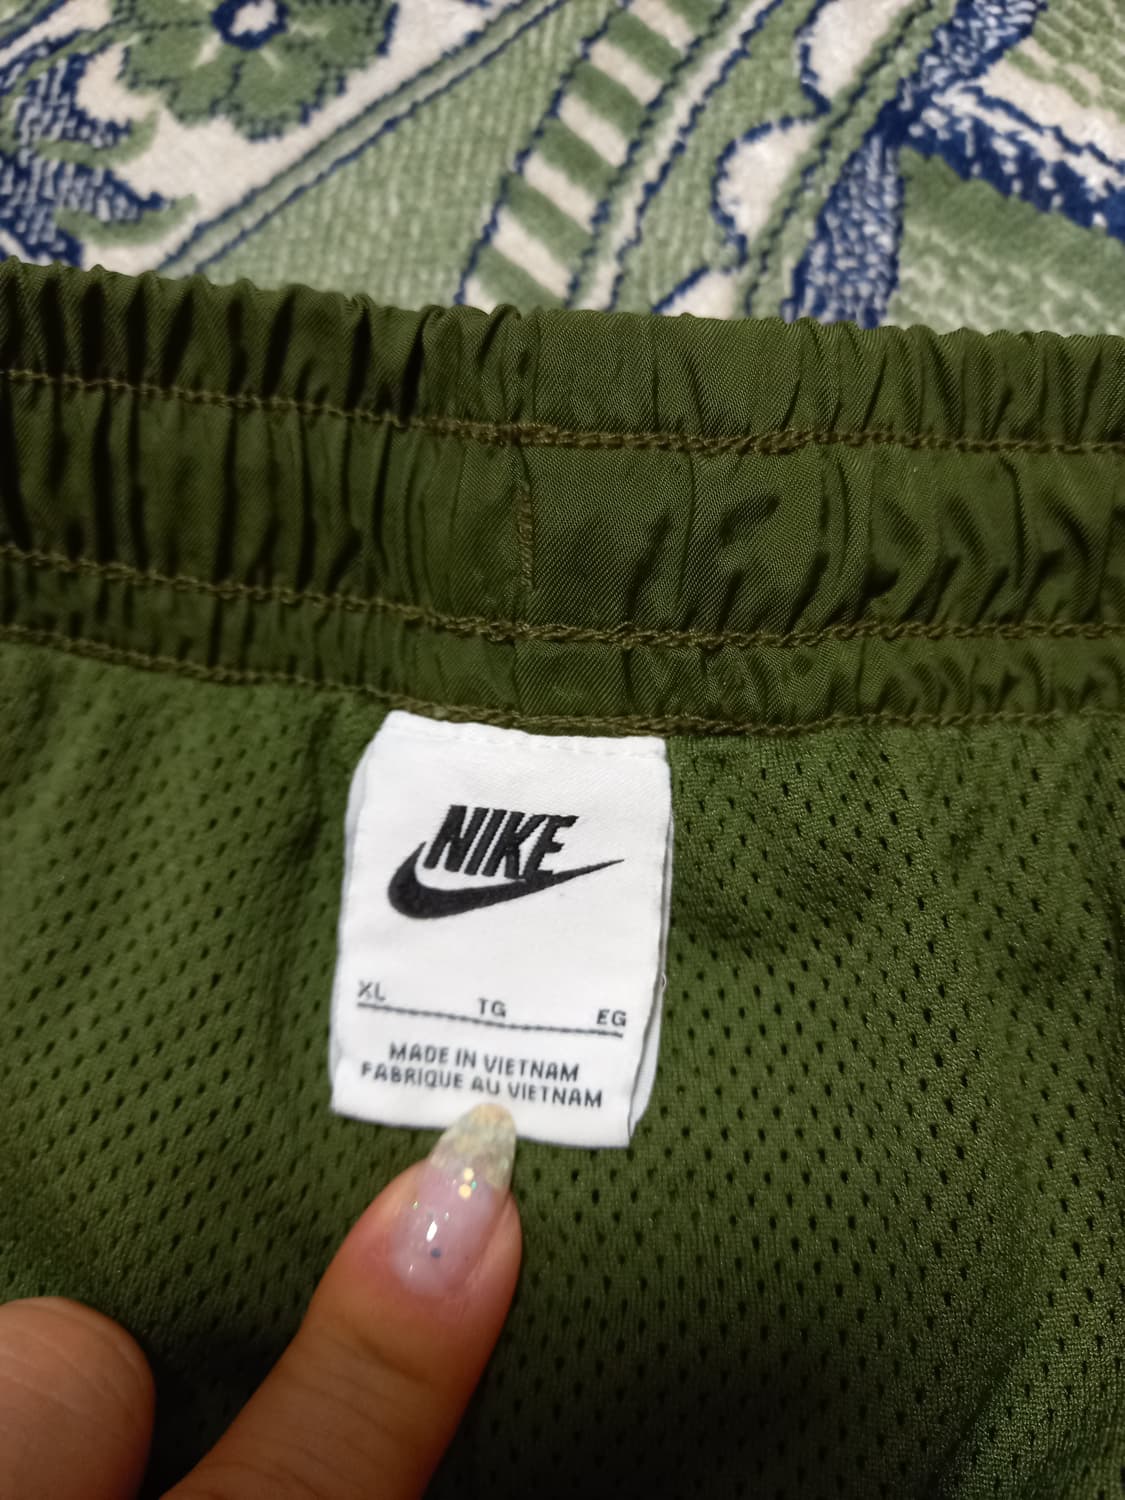 NIKE
XL TG EG
MADE IN VIETNAM
FABRIQUE AU VIETNAM